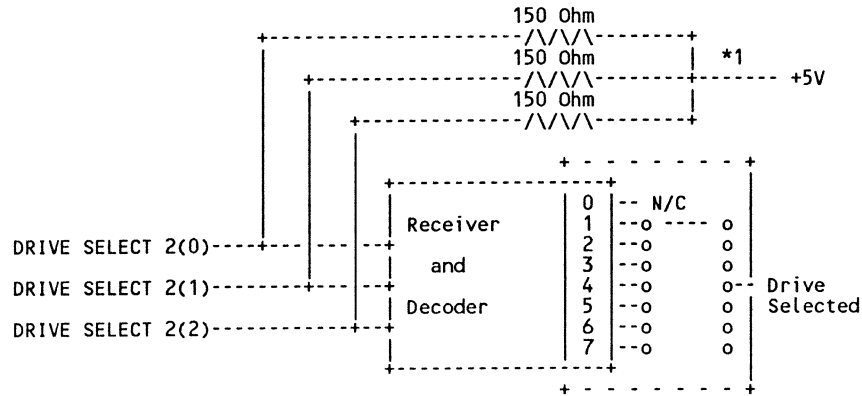 150 Ohm
150 Ohm
*1
+5V
150 Ohm
0 -- N/C
Receiver 1
DRIVE SELECT 2(0) 2
and 3
DRIVE SELECT 2(1) 4 Drive
Decoder 5 Selected
DRIVE SELECT 2(2) 6
7